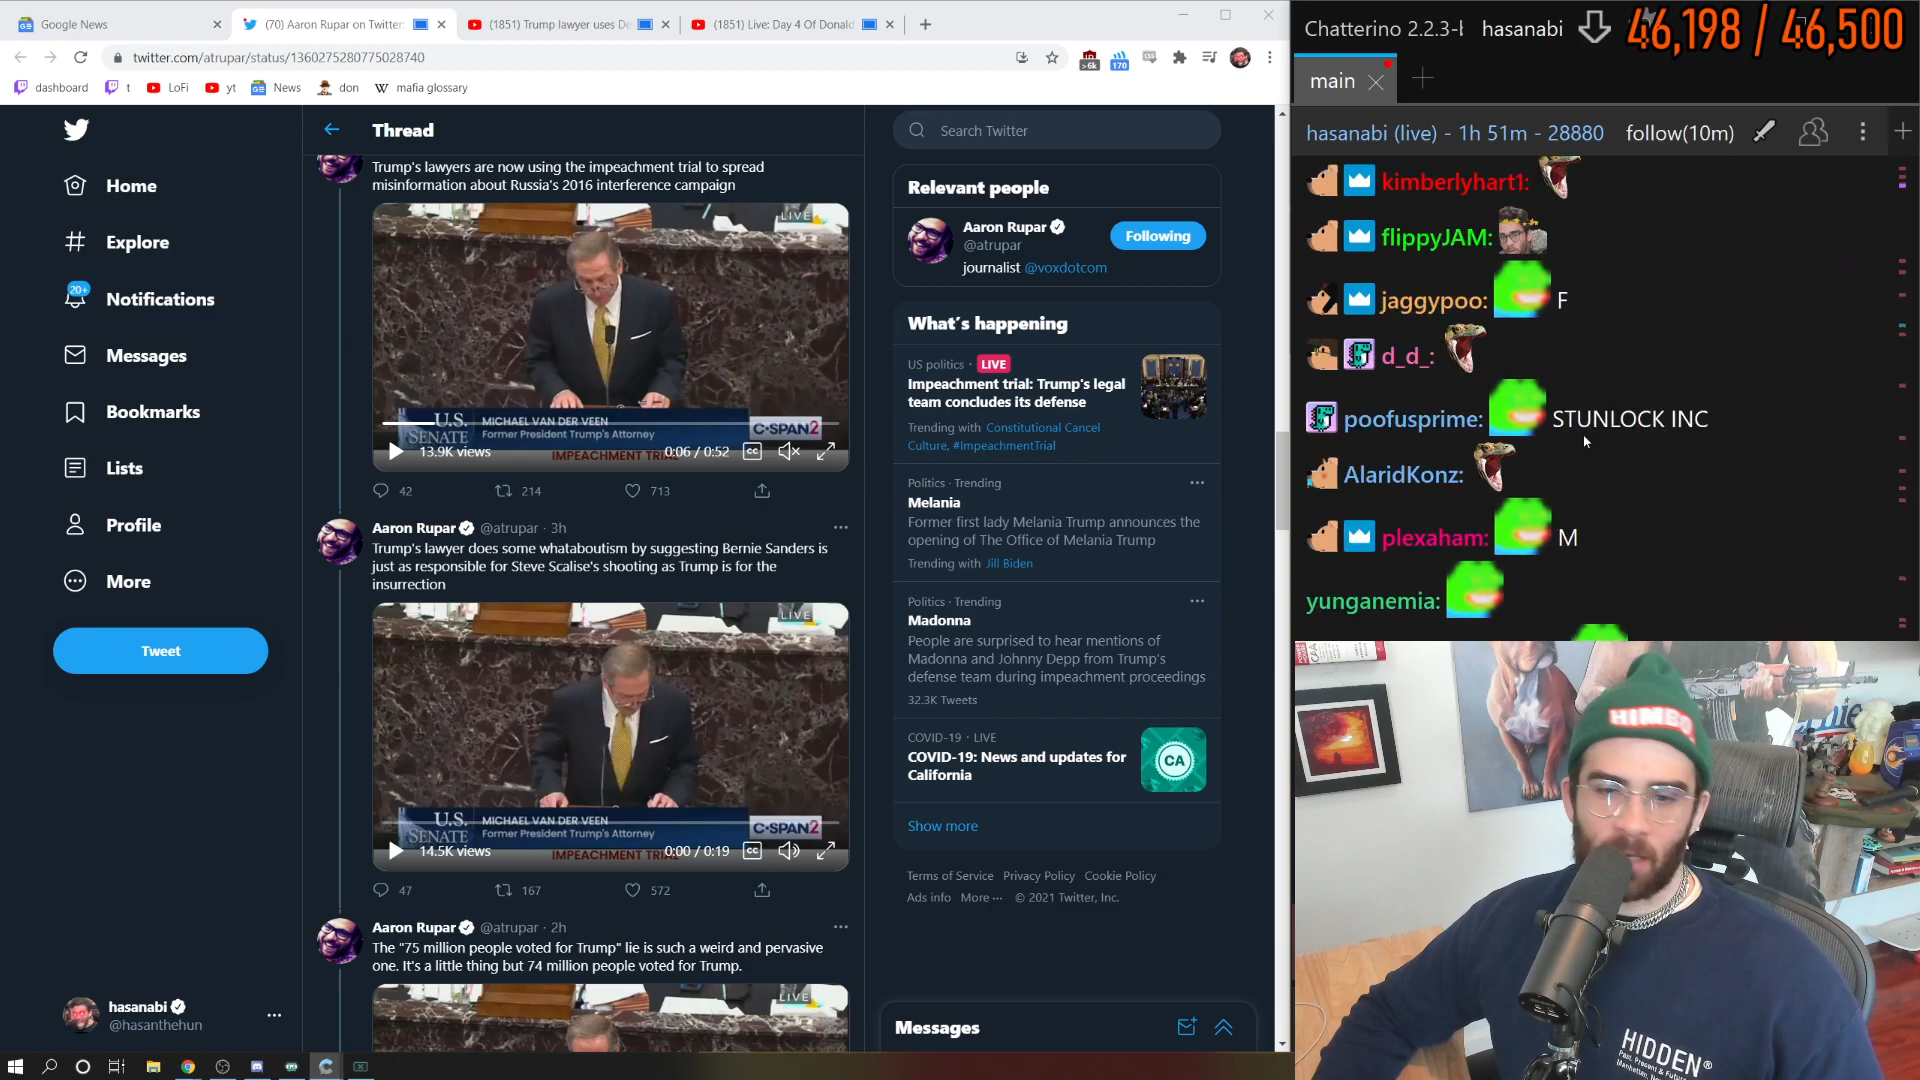 Google News
(70) Aaron Rupar on Twitter:
(1851) Trump lawyer uses De
(1851) Live: Day 4 Of Donald
twitter.com/atrupar/status/1360275280775028740
>6k
170
dashboard
t
LoFi
yt
News
don
mafia glossary
Home
Explore
20+
Notifications
Messages
Bookmarks
Lists
Profile
More
Tweet
hasanabi
@hasanthehun
Thread
Trump's lawyers are now using the impeachment trial to spread
misinformation about Russia's 2016 interference campaign
LIVE
U.S. SENATE
MICHAEL VAN DER VEEN
Former President Trump's Attorney
C-SPAN2
IMPEACHMENT TRIAL
13.9K views
0:06 / 0:52
CC
42
214
713
Aaron Rupar @atrupar · 3h
Trump's lawyer does some whataboutism by suggesting Bernie Sanders is
just as responsible for Steve Scalise's shooting as Trump is for the
insurrection
LIVE
U.S. SENATE
MICHAEL VAN DER VEEN
Former President Trump's Attorney
C-SPAN2
IMPEACHMENT TRIAL
14.5K views
0:00 / 0:19
CC
47
167
572
Aaron Rupar @atrupar · 2h
The "75 million people voted for Trump" lie is such a weird and pervasive
one. It's a little thing but 74 million people voted for Trump.
LIVE
Search Twitter
Relevant people
Aaron Rupar
@atrupar
Following
journalist @voxdotcom
What's happening
US politics · LIVE
Impeachment trial: Trump's legal
team concludes its defense
Trending with Constitutional Cancel
Culture, #ImpeachmentTrial
Politics · Trending
Melania
Former first lady Melania Trump announces the
opening of The Office of Melania Trump
Trending with Jill Biden
Politics · Trending
Madonna
People are surprised to hear mentions of
Madonna and Johnny Depp from Trump's
defense team during impeachment proceedings
32.3K Tweets
COVID-19 · LIVE
COVID-19: News and updates for
California
CA
Show more
Terms of Service Privacy Policy Cookie Policy
Ads info More ··· © 2021 Twitter, Inc.
Messages
Chatterino 2.2.3-b
hasanabi
46,198 / 46,500
main
hasanabi (live) - 1h 51m - 28880
follow(10m)
kimberlyhart1:
flippyJAM:
jaggypoo: F
d_d_:
poofusprime: STUNLOCK INC
AlaridKonz:
plexaham: M
yunganemia:
HIMBO
HIDDEN®